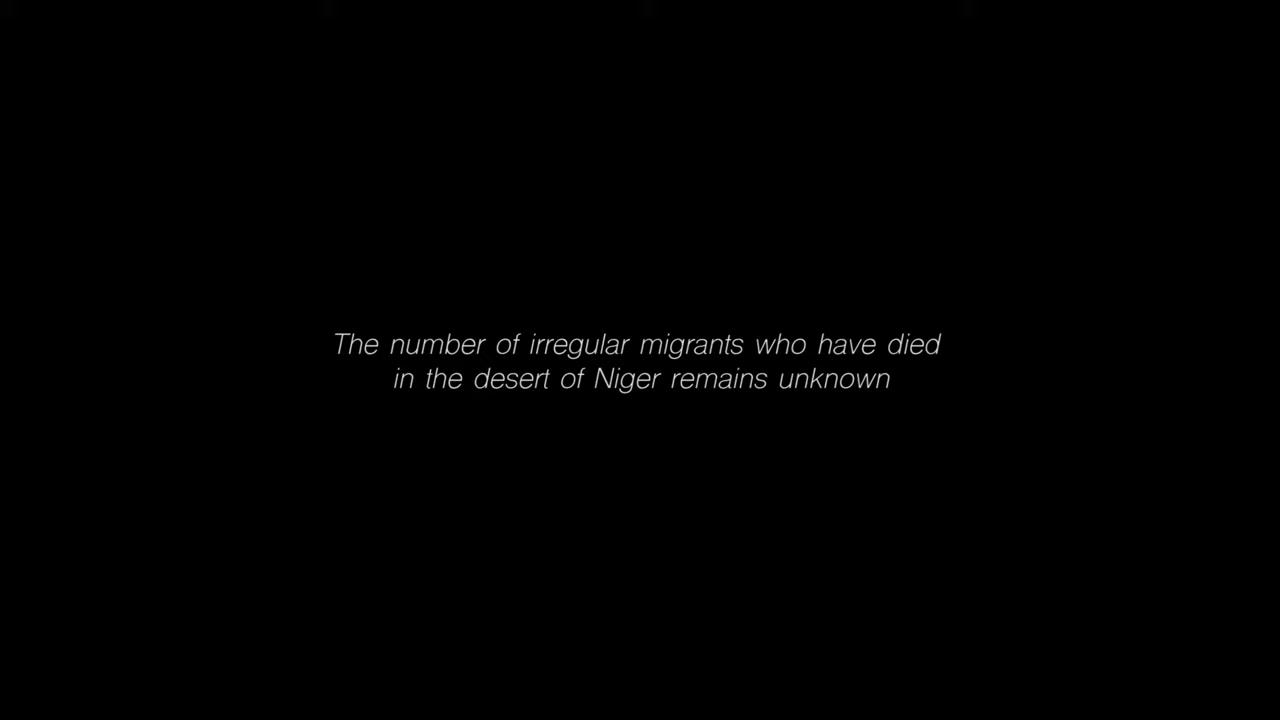 The number of irregular migrants who have died
in the desert of Niger remains unknown